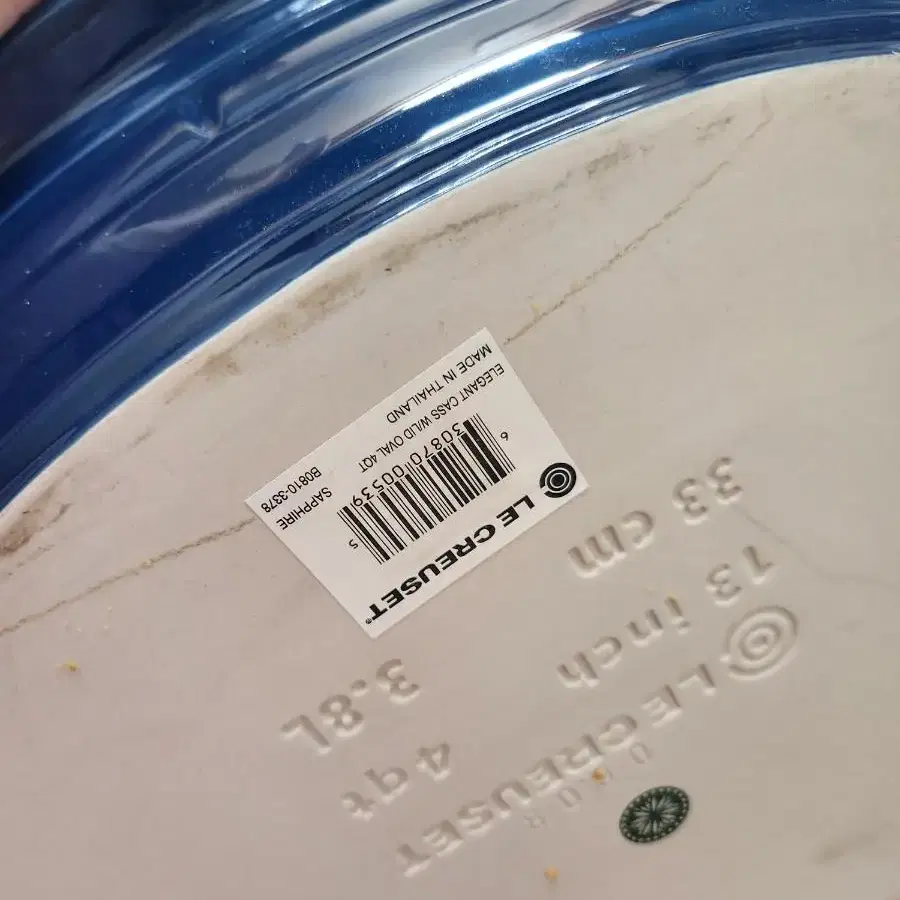 LE CREUSET®
6 30870 00539 5
ELEGANT CASS W/LID OVAL 4QT
MADE IN THAILAND
SAPPHIRE
B0810-3378
33 cm
13 inch
LE CREUSET
3.8L
4qt